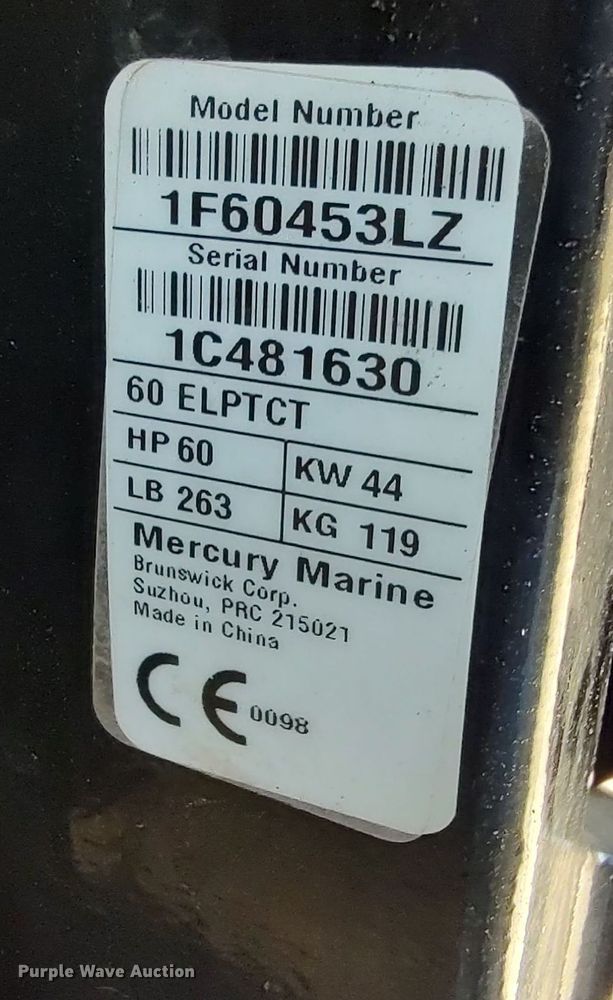 Model Number
1F60453LZ
Serial Number
1C481630
60 ELPTCT
HP 60 KW 44
LB 263 KG 119
Mercury Marine
Brunswick Corp.
Suzhou, PRC 215021
Made in China
CE 0098
Purple Wave Auction